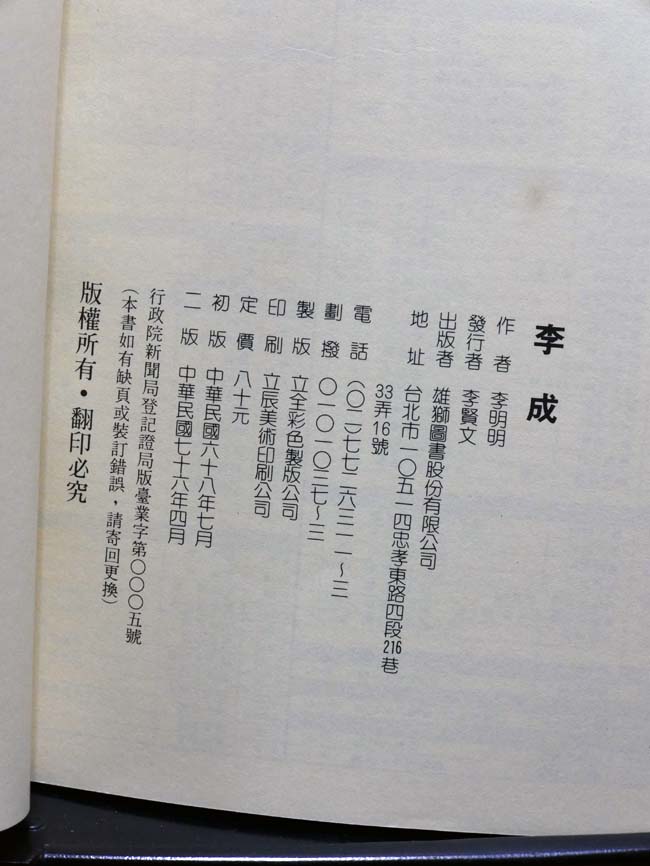 李成
作者 李明明
發行者 李賢文
出版者 雄獅圖書股份有限公司
地址 台北市一〇五一四忠孝東路四段216巷
33弄16號
電話 (〇二)七七二六三一一~三
劃撥 〇一〇一〇三七~三
製版 立全彩色製版公司
印刷 立辰美術印刷公司
定價 八十元
初版 中華民國六十八年七月
二版 中華民國七十六年四月
行政院新聞局登記證局版臺業字第〇〇〇五號
(本書如有缺頁或裝訂錯誤,請寄回更換)
版權所有・翻印必究